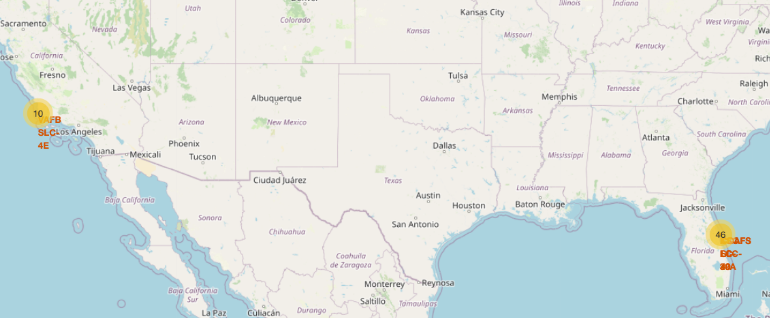 Kansas City
Illinois
Indiana
West Virginia
Sacramento
Nevada
Utah
Colorado
Kansas
Missouri
Kentucky
Virginia
California
Fresno
Las Vegas
Tulsa
Tennessee
Raleigh
Albuquerque
Oklahoma
Memphis
Charlotte
North Carolina
10
Arkansas
SLC-
Los Angeles
Arizona
New Mexico
South Carolina
4E
Phoenix
Dallas
Mississippi
Alabama
Atlanta
Georgia
Tijuana
Mexicali
Tucson
Ciudad Juárez
Texas
Louisiana
Baja California
Austin
Baton Rouge
Jacksonville
Sonora
Houston
San Antonio
46
Chihuahua
Florida
Coahuila
de Zaragoza
Reynosa
Baja California
Sur
Monterrey
Miami
Saltillo
Tamaulipas
La Paz
Culiacán
Durango